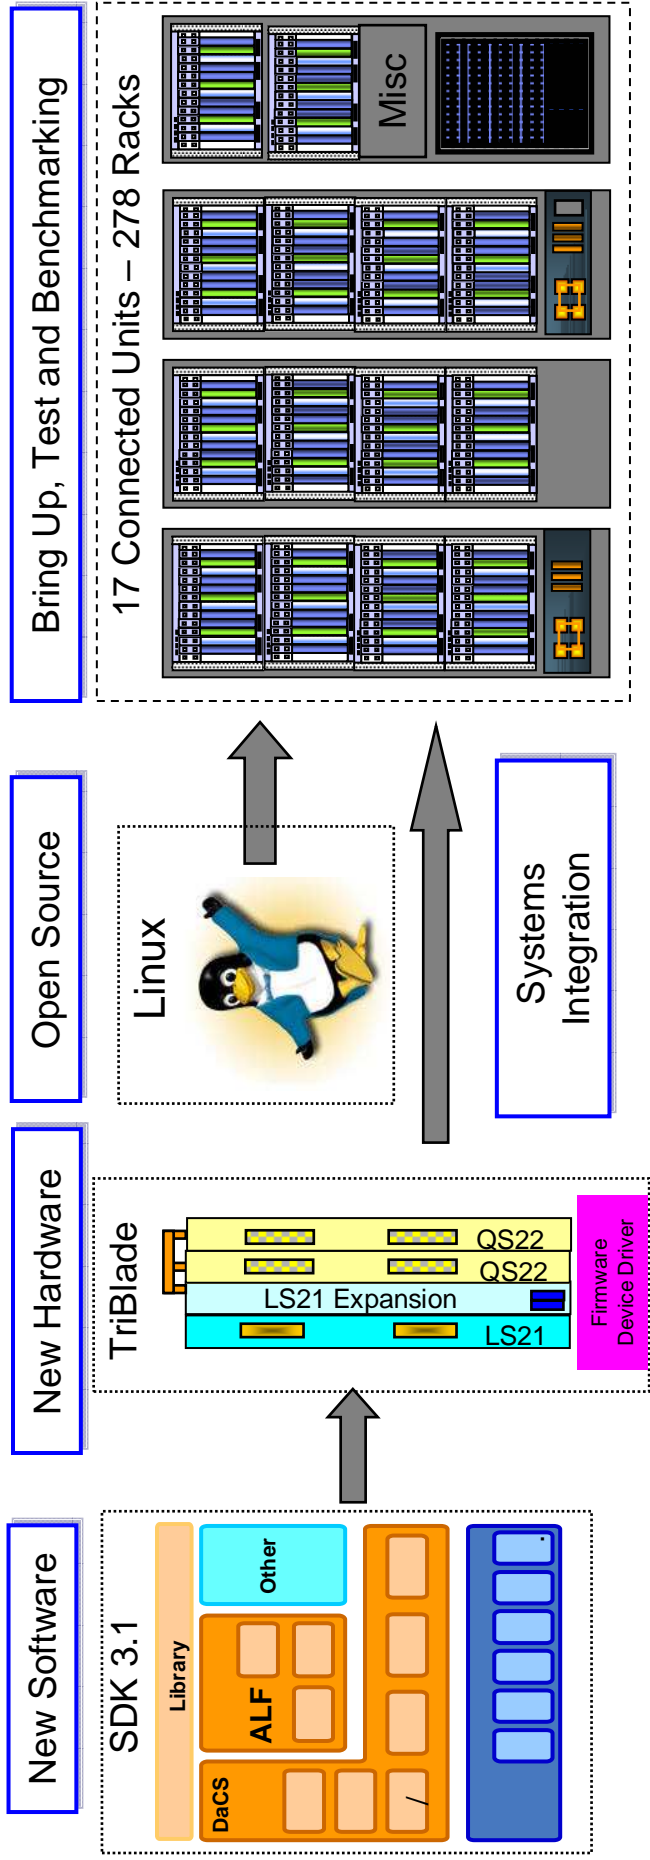 New Software
New Hardware
Open Source
Bring Up, Test and Benchmarking
SDK 3.1
Library
DaCS
ALF
Other
/
.
TriBlade
QS22
QS22
LS21 Expansion
LS21
Firmware
Device Driver
Linux
Systems
Integration
17 Connected Units – 278 Racks
Misc